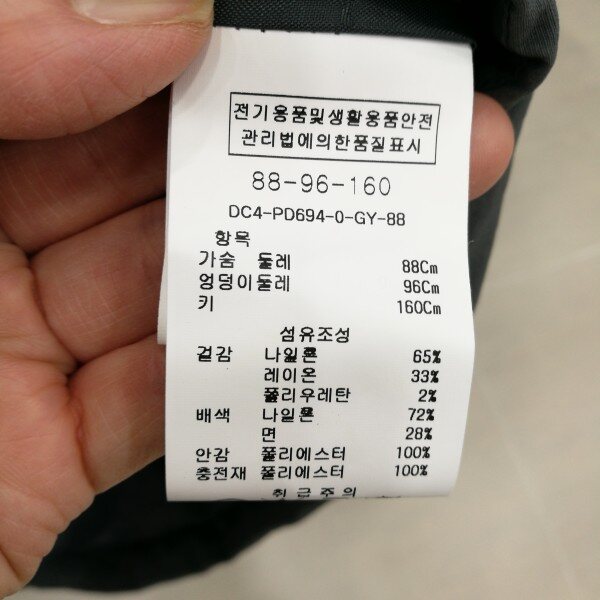 전기용품및생활용품안전
관리법에의한품질표시
88-96-160
DC4-PD694-0-GY-88
항목
가슴 둘레 88Cm
엉덩이둘레 96Cm
키 160Cm
섬유조성
겉감 나일론 65%
레이온 33%
폴리우레탄 2%
배색 나일론 72%
면 28%
안감 폴리에스터 100%
충전재 폴리에스터 100%
취급주의